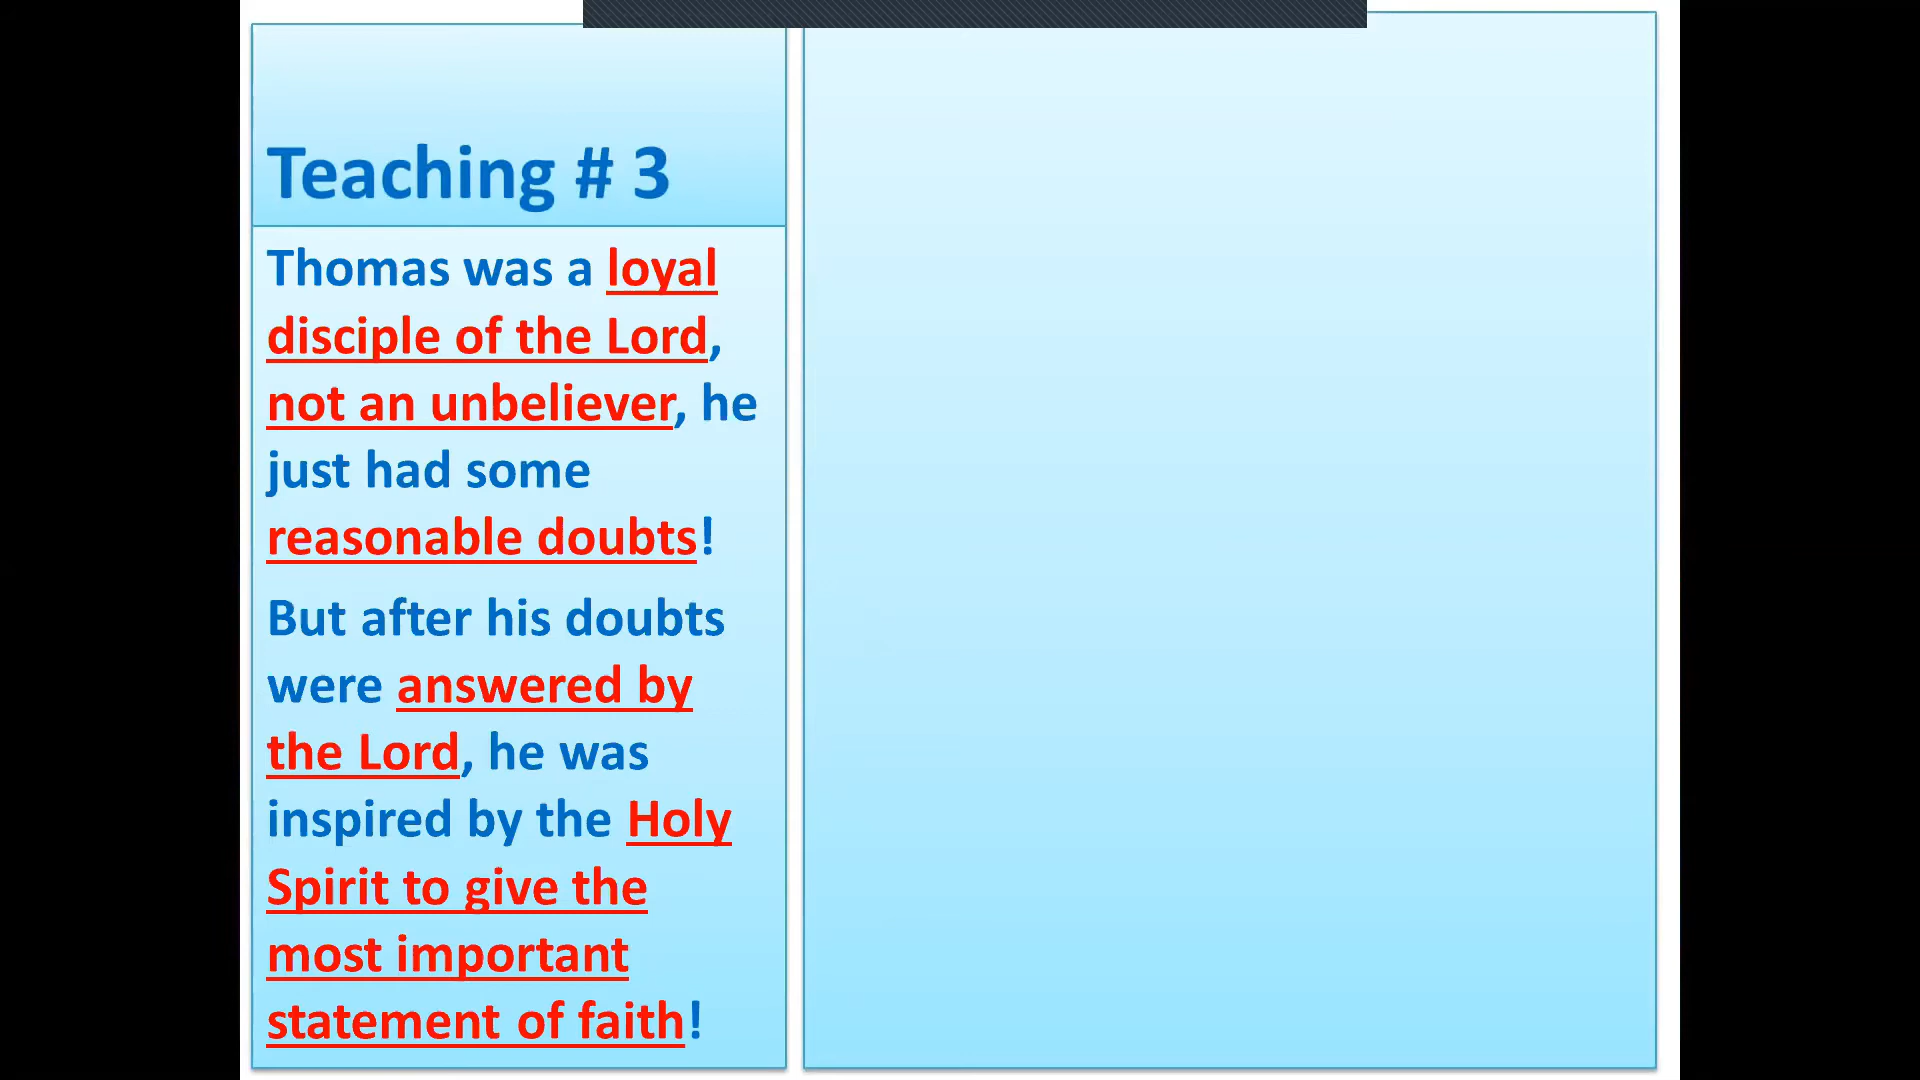 Teaching # 3
Thomas was a loyal
disciple of the Lord,
not an unbeliever, he
just had some
reasonable doubts!
But after his doubts
were answered by
the Lord, he was
inspired by the Holy
Spirit to give the
most important
statement of faith!